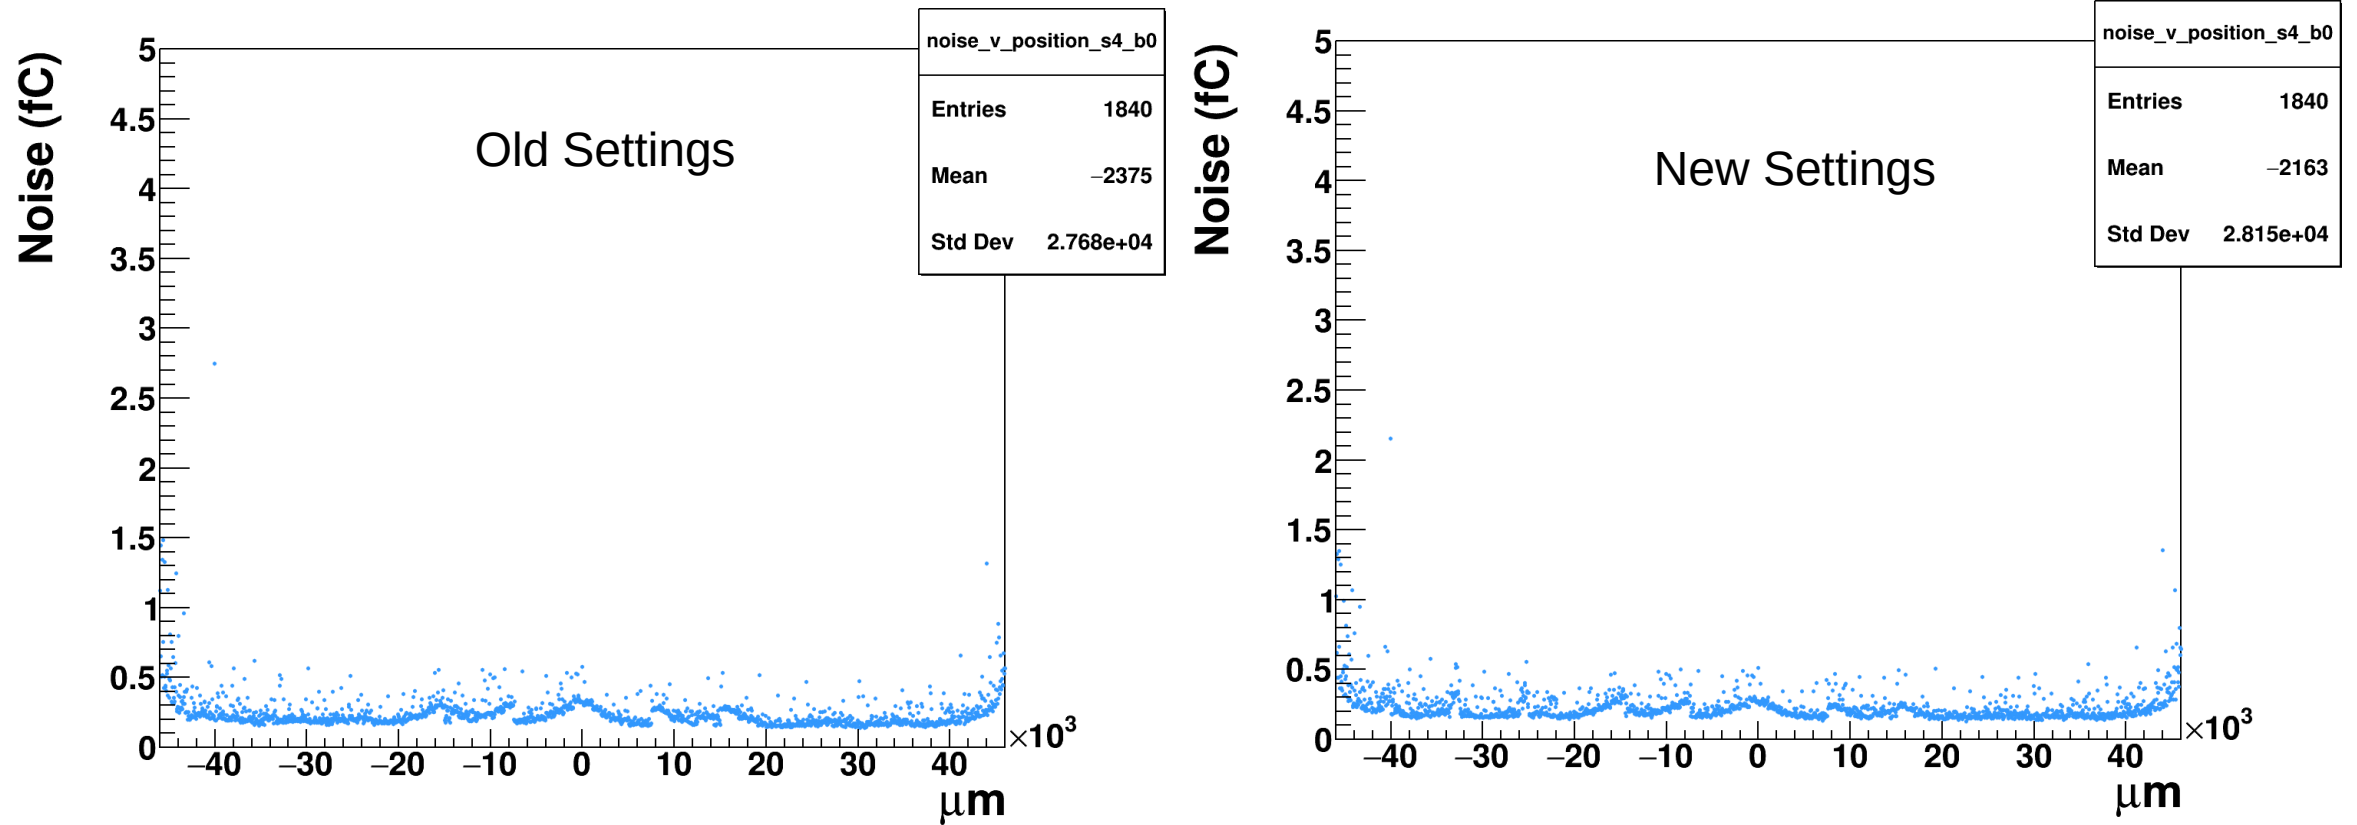 noise_v_position_s4_b0
Entries 1840
Mean −2375
Std Dev 2.768e+04
Old Settings
Noise (fC)
5
4.5
4
3.5
3
2.5
2
1.5
1
0.5
0
−40 −30 −20 −10 0 10 20 30 40
×10³
μm
noise_v_position_s4_b0
Entries 1840
Mean −2163
Std Dev 2.815e+04
New Settings
Noise (fC)
5
4.5
4
3.5
3
2.5
2
1.5
1
0.5
0
−40 −30 −20 −10 0 10 20 30 40
×10³
μm